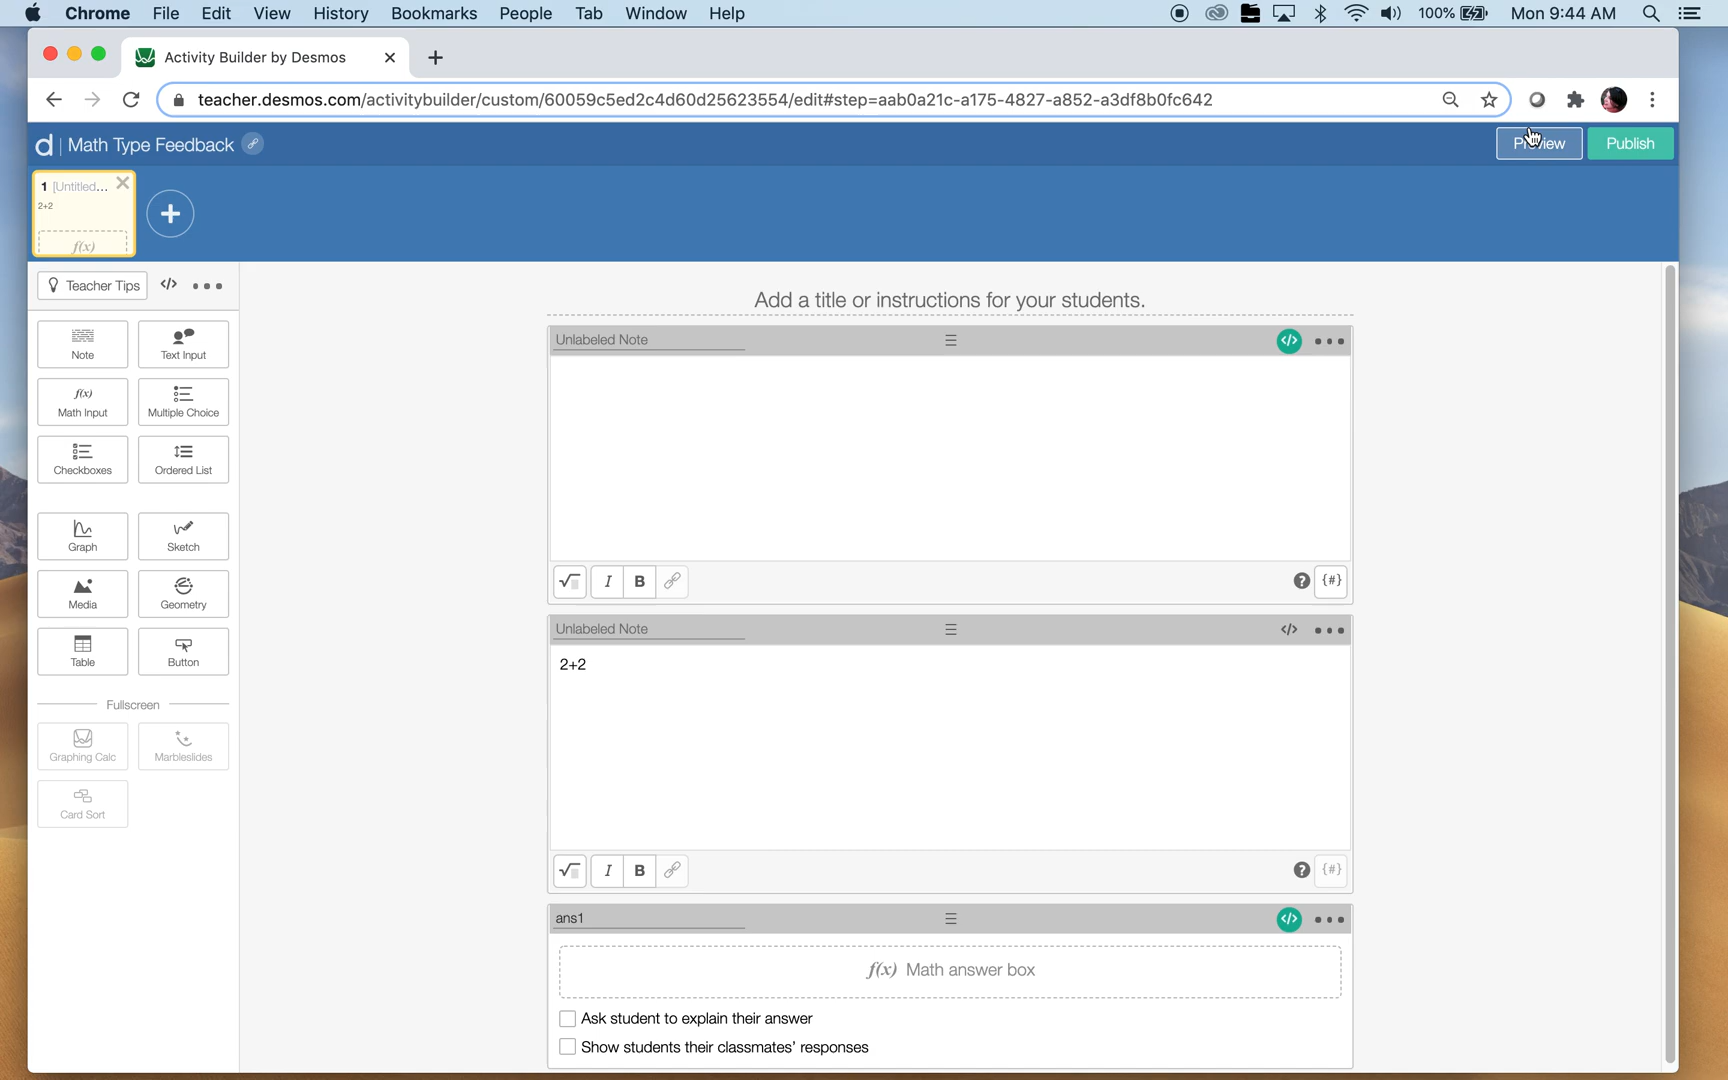 Chrome File Edit View History Bookmarks People Tab Window Help 100% Mon 9:44 AM
Activity Builder by Desmos
teacher.desmos.com/activitybuilder/custom/60059c5ed2c4d60d25623554/edit#step=aab0a21c-a175-4827-a852-a3df8b0fc642
d | Math Type Feedback
Preview Publish
1 [Untitled...
2+2
f(x)
Teacher Tips </>
Note Text Input
f(x)
Math Input Multiple Choice
Checkboxes Ordered List
Graph Sketch
Media Geometry
Table Button
Fullscreen
Graphing Calc Marbleslides
Card Sort
Add a title or instructions for your students.
Unlabeled Note </>
I B ? {#}
Unlabeled Note </>
2+2
I B ? {#}
ans1 </>
f(x) Math answer box
Ask student to explain their answer
Show students their classmates' responses